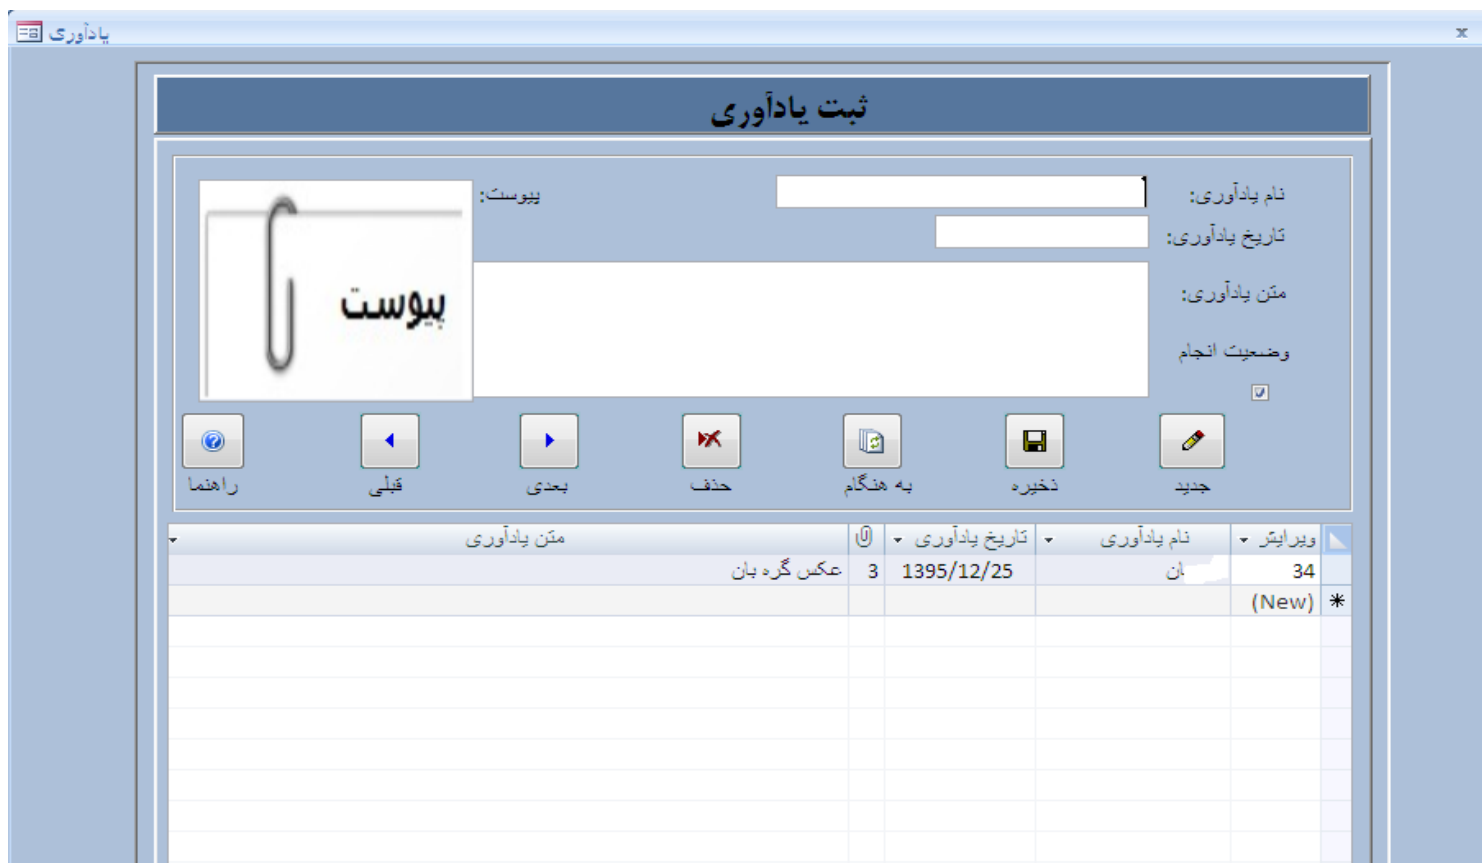 یادآوری
ثبت یادآوری
نام یادآوری:
پیوست:
تاریخ یادآوری:
متن یادآوری:
پیوست
وضعیت انجام
جدید ذخیره به هنگام حذف بعدی قبلی راهنما
ویرایش نام یادآوری تاریخ یادآوری متن یادآوری
34 1395/12/25 3 عکس گره بان
(New)